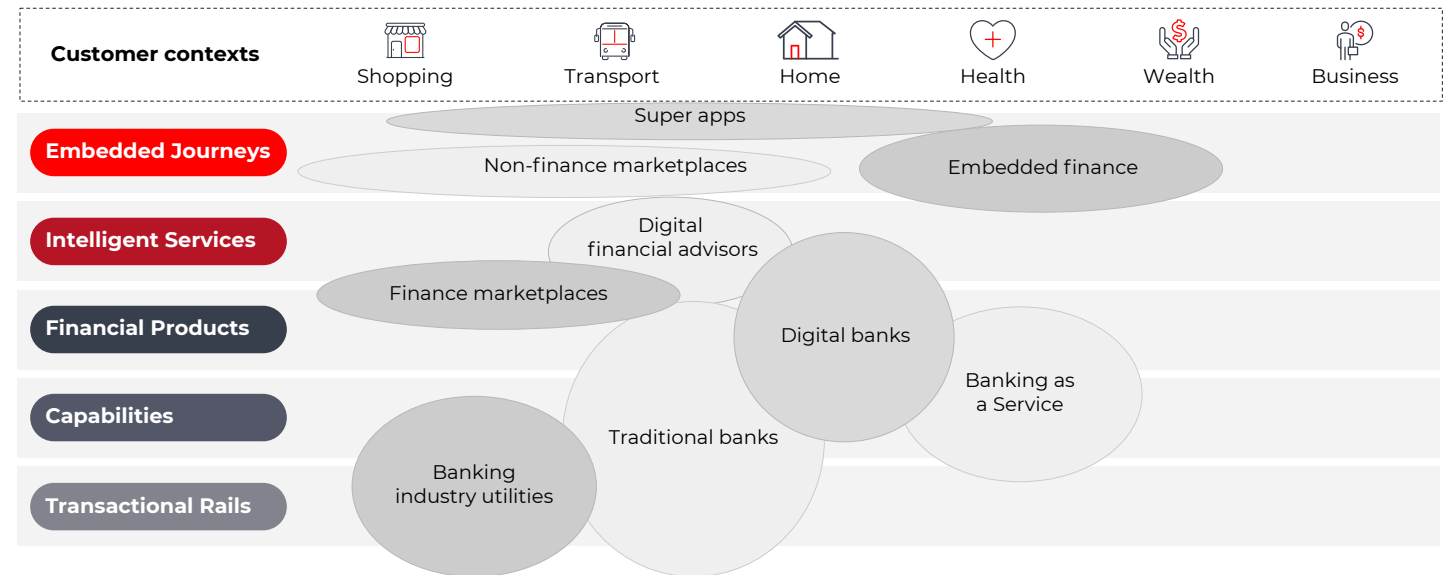 Customer contexts
Shopping
Transport
Home
Health
Wealth
Business
Super apps
Embedded Journeys
Non-finance marketplaces
Embedded finance
Intelligent Services
Digital
financial advisors
Finance marketplaces
Financial Products
Digital banks
Banking as
a Service
Capabilities
Traditional banks
Banking
industry utilities
Transactional Rails